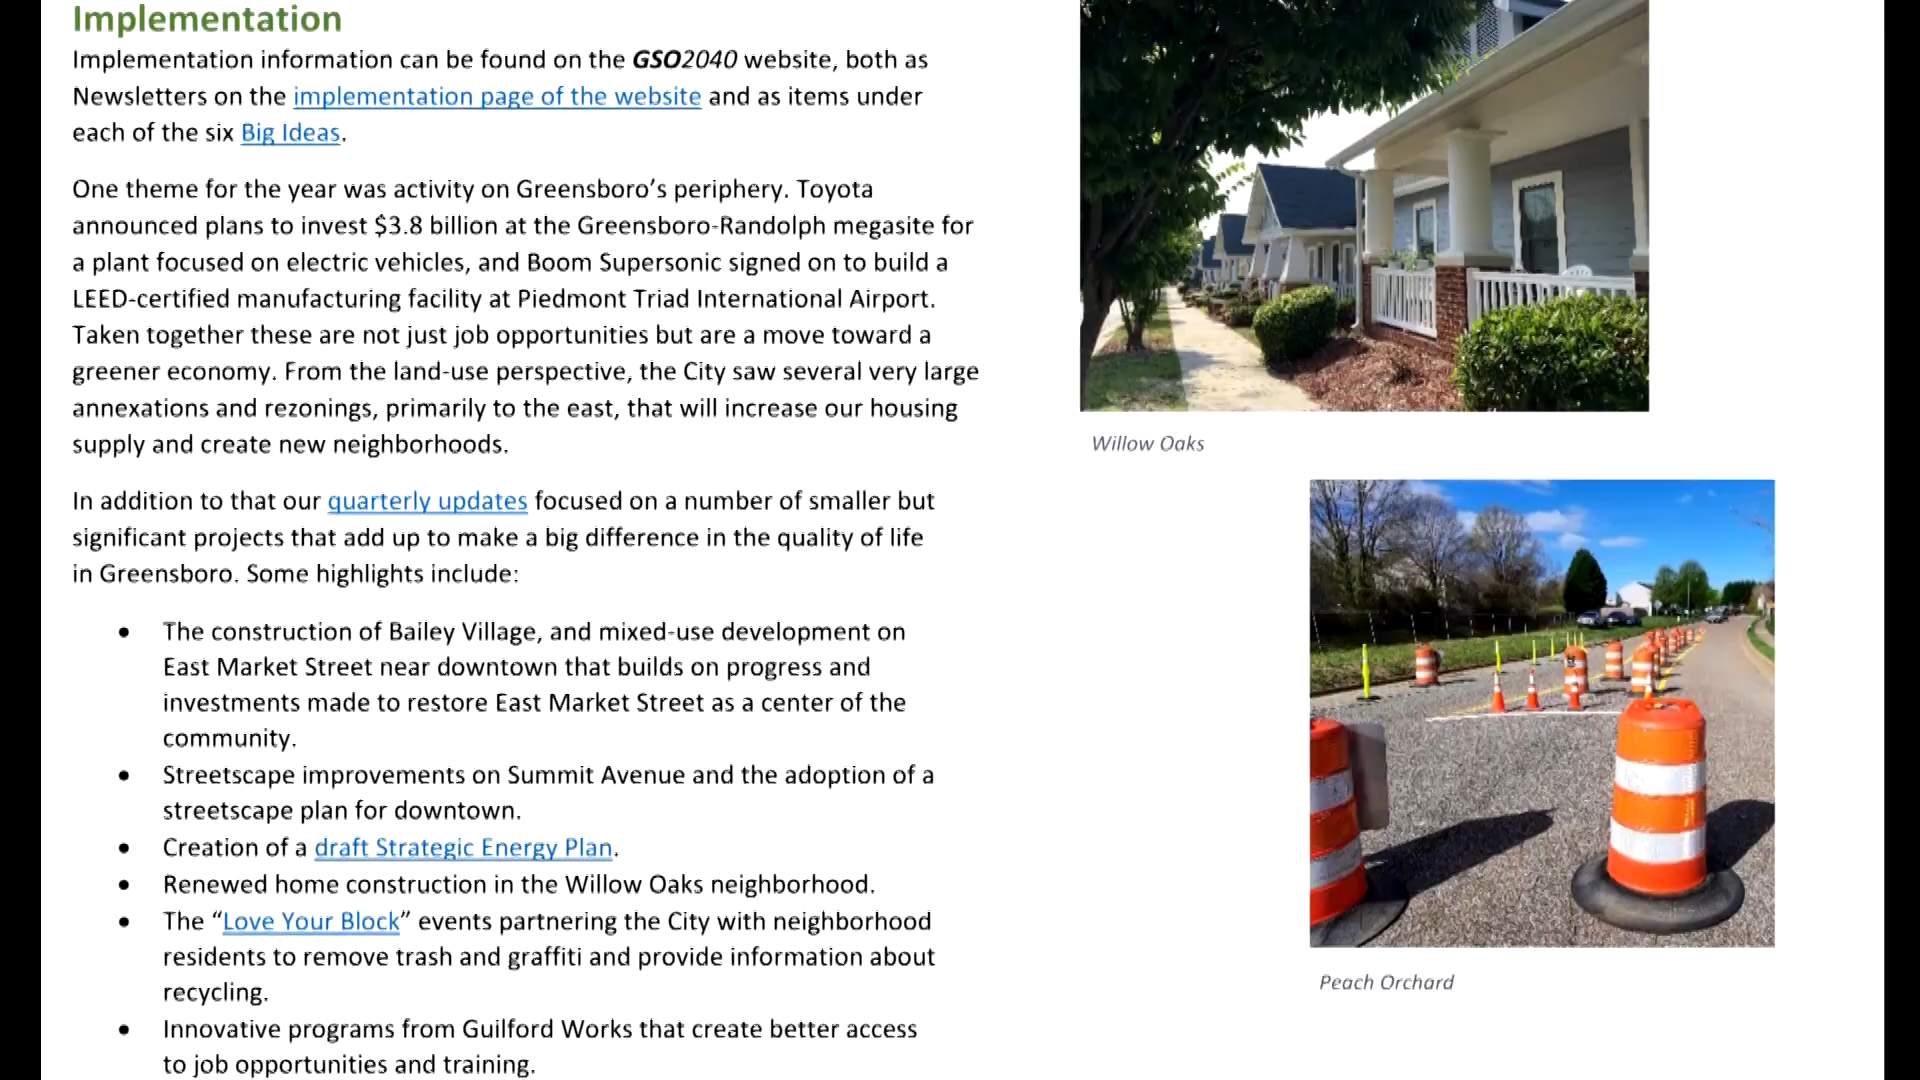 Implementation
Implementation information can be found on the GSO2040 website, both as
Newsletters on the implementation page of the website and as items under
each of the six Big Ideas.
One theme for the year was activity on Greensboro’s periphery. Toyota
announced plans to invest $3.8 billion at the Greensboro-Randolph megasite for
a plant focused on electric vehicles, and Boom Supersonic signed on to build a
LEED-certified manufacturing facility at Piedmont Triad International Airport.
Taken together these are not just job opportunities but are a move toward a
greener economy. From the land-use perspective, the City saw several very large
annexations and rezonings, primarily to the east, that will increase our housing
supply and create new neighborhoods.
In addition to that our quarterly updates focused on a number of smaller but
significant projects that add up to make a big difference in the quality of life
in Greensboro. Some highlights include:
• The construction of Bailey Village, and mixed-use development on
East Market Street near downtown that builds on progress and
investments made to restore East Market Street as a center of the
community.
• Streetscape improvements on Summit Avenue and the adoption of a
streetscape plan for downtown.
• Creation of a draft Strategic Energy Plan.
• Renewed home construction in the Willow Oaks neighborhood.
• The “Love Your Block” events partnering the City with neighborhood
residents to remove trash and graffiti and provide information about
recycling.
• Innovative programs from Guilford Works that create better access
to job opportunities and training.
Willow Oaks
Peach Orchard